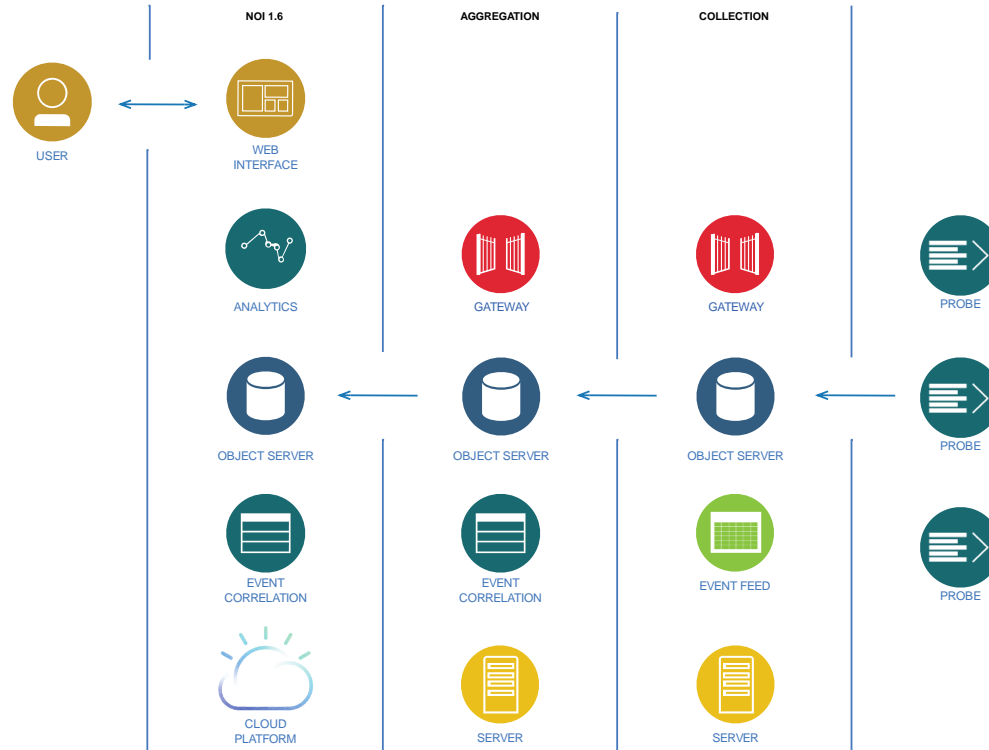 NOI 1.6
AGGREGATION
COLLECTION
USER
WEB
INTERFACE
ANALYTICS
GATEWAY
GATEWAY
PROBE
OBJECT SERVER
OBJECT SERVER
OBJECT SERVER
PROBE
EVENT
CORRELATION
EVENT
CORRELATION
EVENT FEED
PROBE
CLOUD
PLATFORM
SERVER
SERVER